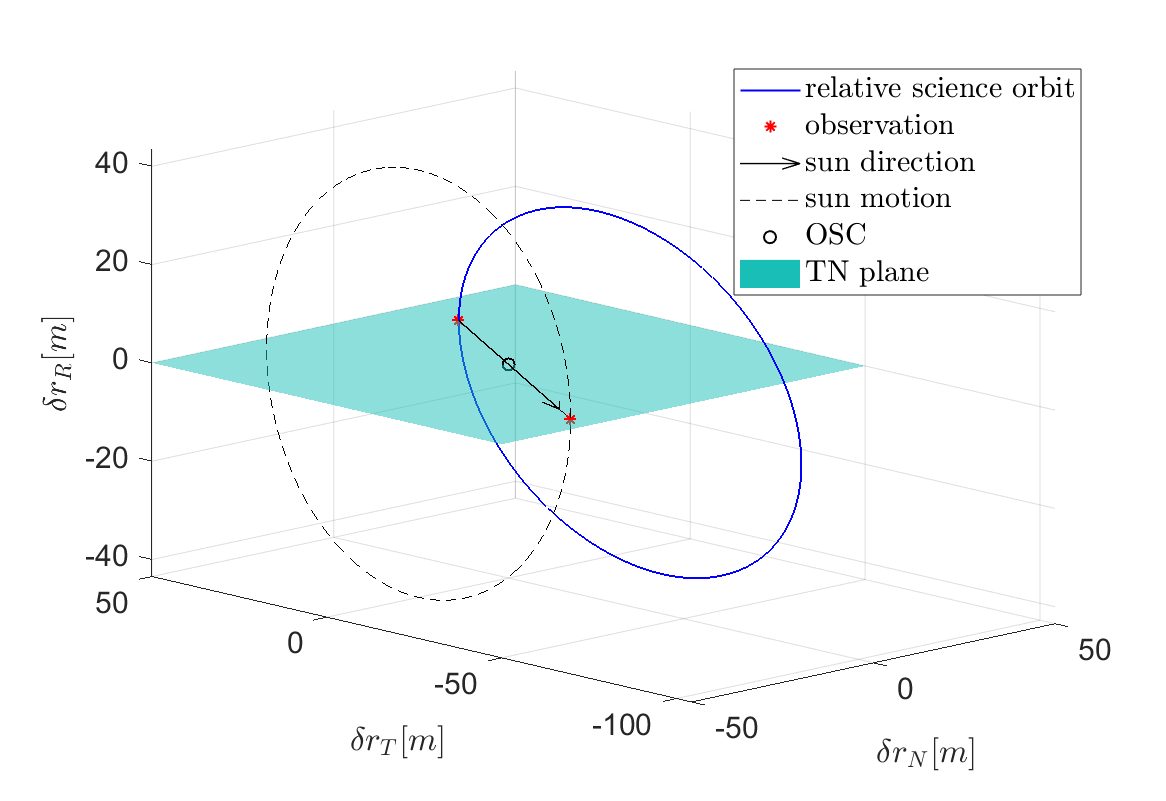 relative science orbit
observation
sun direction
sun motion
OSC
TN plane
40
20
0
-20
-40
δr_R[m]
50
0
-50
-100
δr_T[m]
-50
0
50
δr_N[m]